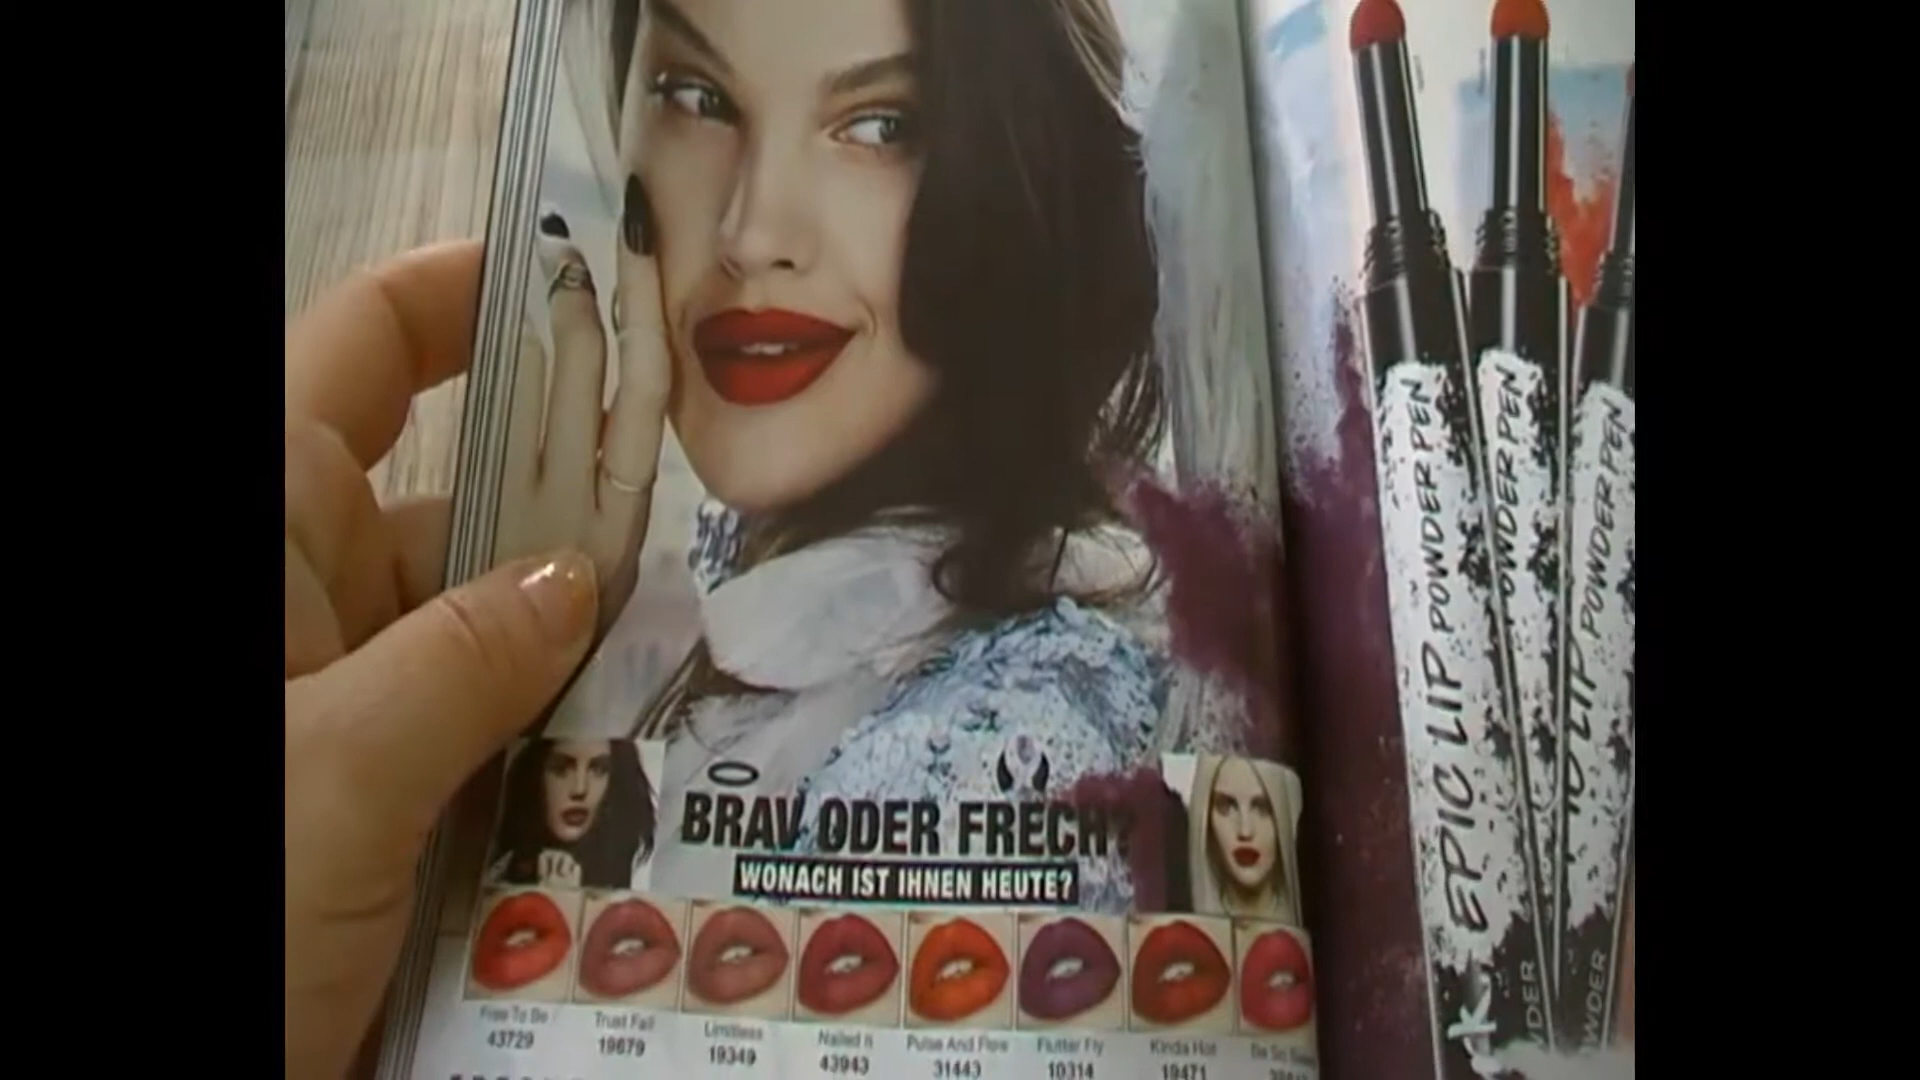 BRAV ODER FRECH?
WONACH IST IHNEN HEUTE?
Free To Be
43729
Trust Fall
19679
Limitless
19349
Nailed It
43943
Pulse And Flow
31443
Flutter Fly
10314
Kinda Hot
19471
Be So
EPIC LIP POWDER PEN
POWDER PEN
LIP POWDER PEN